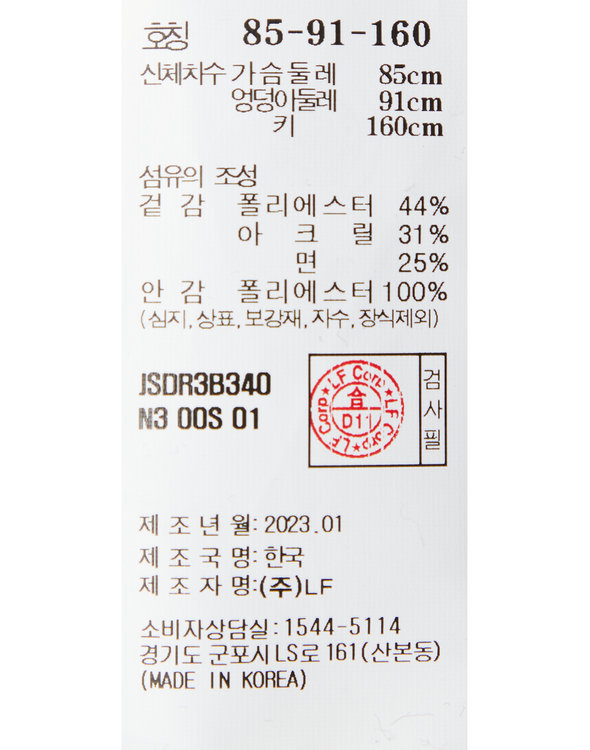 호칭 85-91-160
신체치수 가슴둘레 85cm
엉덩이둘레 91cm
키 160cm
섬유의 조성
겉감 폴리에스터 44%
아크릴 31%
면 25%
안감 폴리에스터 100%
(심지, 상표, 보강재, 자수, 장식제외)
JSDR3B340
N3 00S 01
LF Corp★LF Corp★LF Corp★
合
D11
검사필
제조년월: 2023.01
제조국명: 한국
제조자명: (주)LF
소비자상담실: 1544-5114
경기도 군포시 LS로 161(산본동)
(MADE IN KOREA)